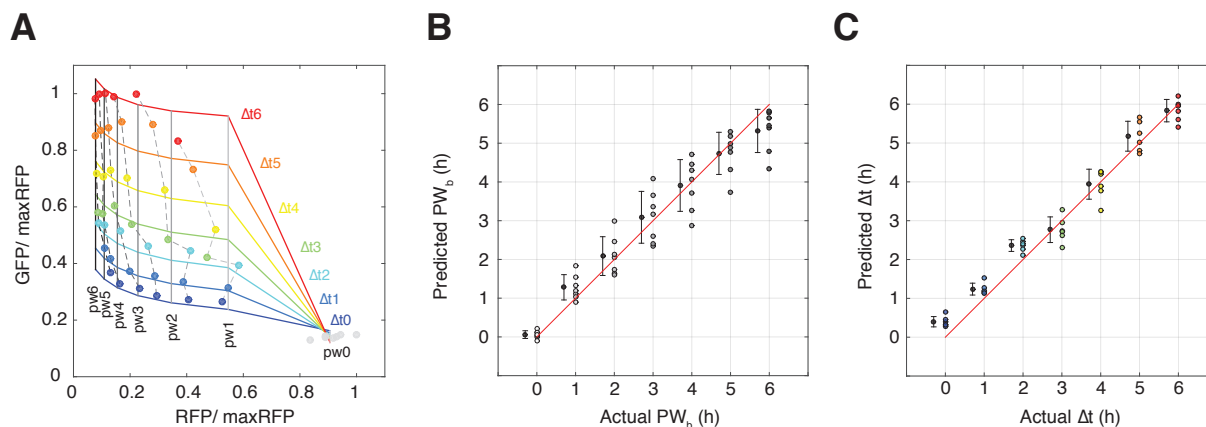 A
B
C
1
0.8
0.6
0.4
0.2
0
GFP/ maxRFP
Δt6
Δt5
Δt4
Δt3
Δt2
Δt1
Δt0
pw6
pw5
pw4
pw3
pw2
pw1
pw0
0 0.2 0.4 0.6 0.8 1
RFP/ maxRFP
6
5
4
3
2
1
0
Predicted PW_b (h)
0 1 2 3 4 5 6
Actual PW_b (h)
6
5
4
3
2
1
0
Predicted Δt (h)
0 1 2 3 4 5 6
Actual Δt (h)